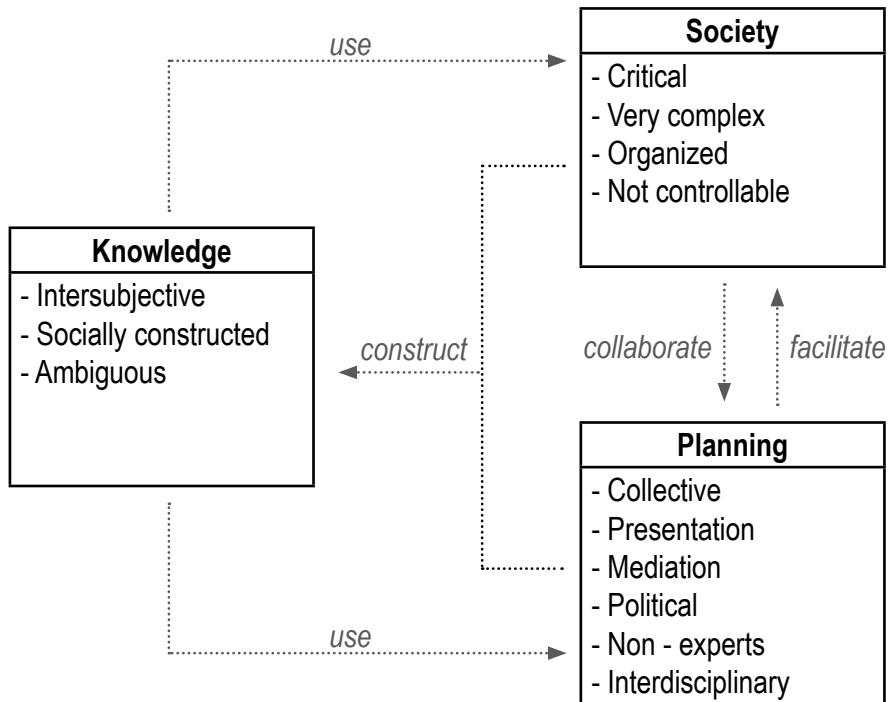 use
Society
- Critical
- Very complex
- Organized
- Not controllable
Knowledge
- Intersubjective
- Socially constructed
- Ambiguous
construct
collaborate
facilitate
Planning
- Collective
- Presentation
- Mediation
- Political
- Non - experts
- Interdisciplinary
use